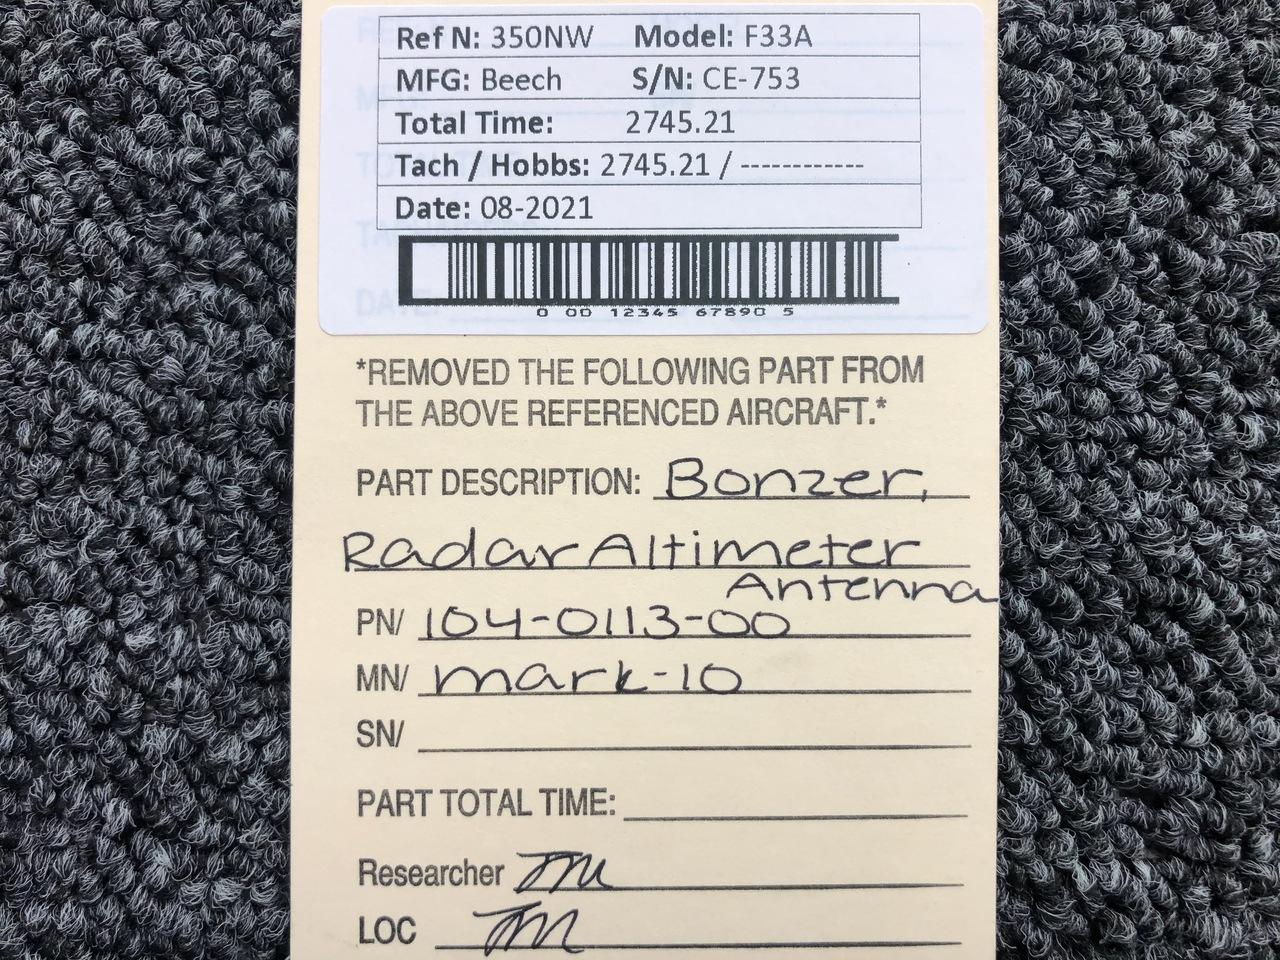 Ref N: 350NW Model: F33A
MFG: Beech S/N: CE-753
Total Time: 2745.21
Tach / Hobbs: 2745.21 / ------------
Date: 08-2021
0 00 12345 67890 5
*REMOVED THE FOLLOWING PART FROM
THE ABOVE REFERENCED AIRCRAFT.*
PART DESCRIPTION: Bonzer,
Radar Altimeter
Antenna
PN/ 104-0113-00
MN/ mark-10
SN/
PART TOTAL TIME:
Researcher
LOC